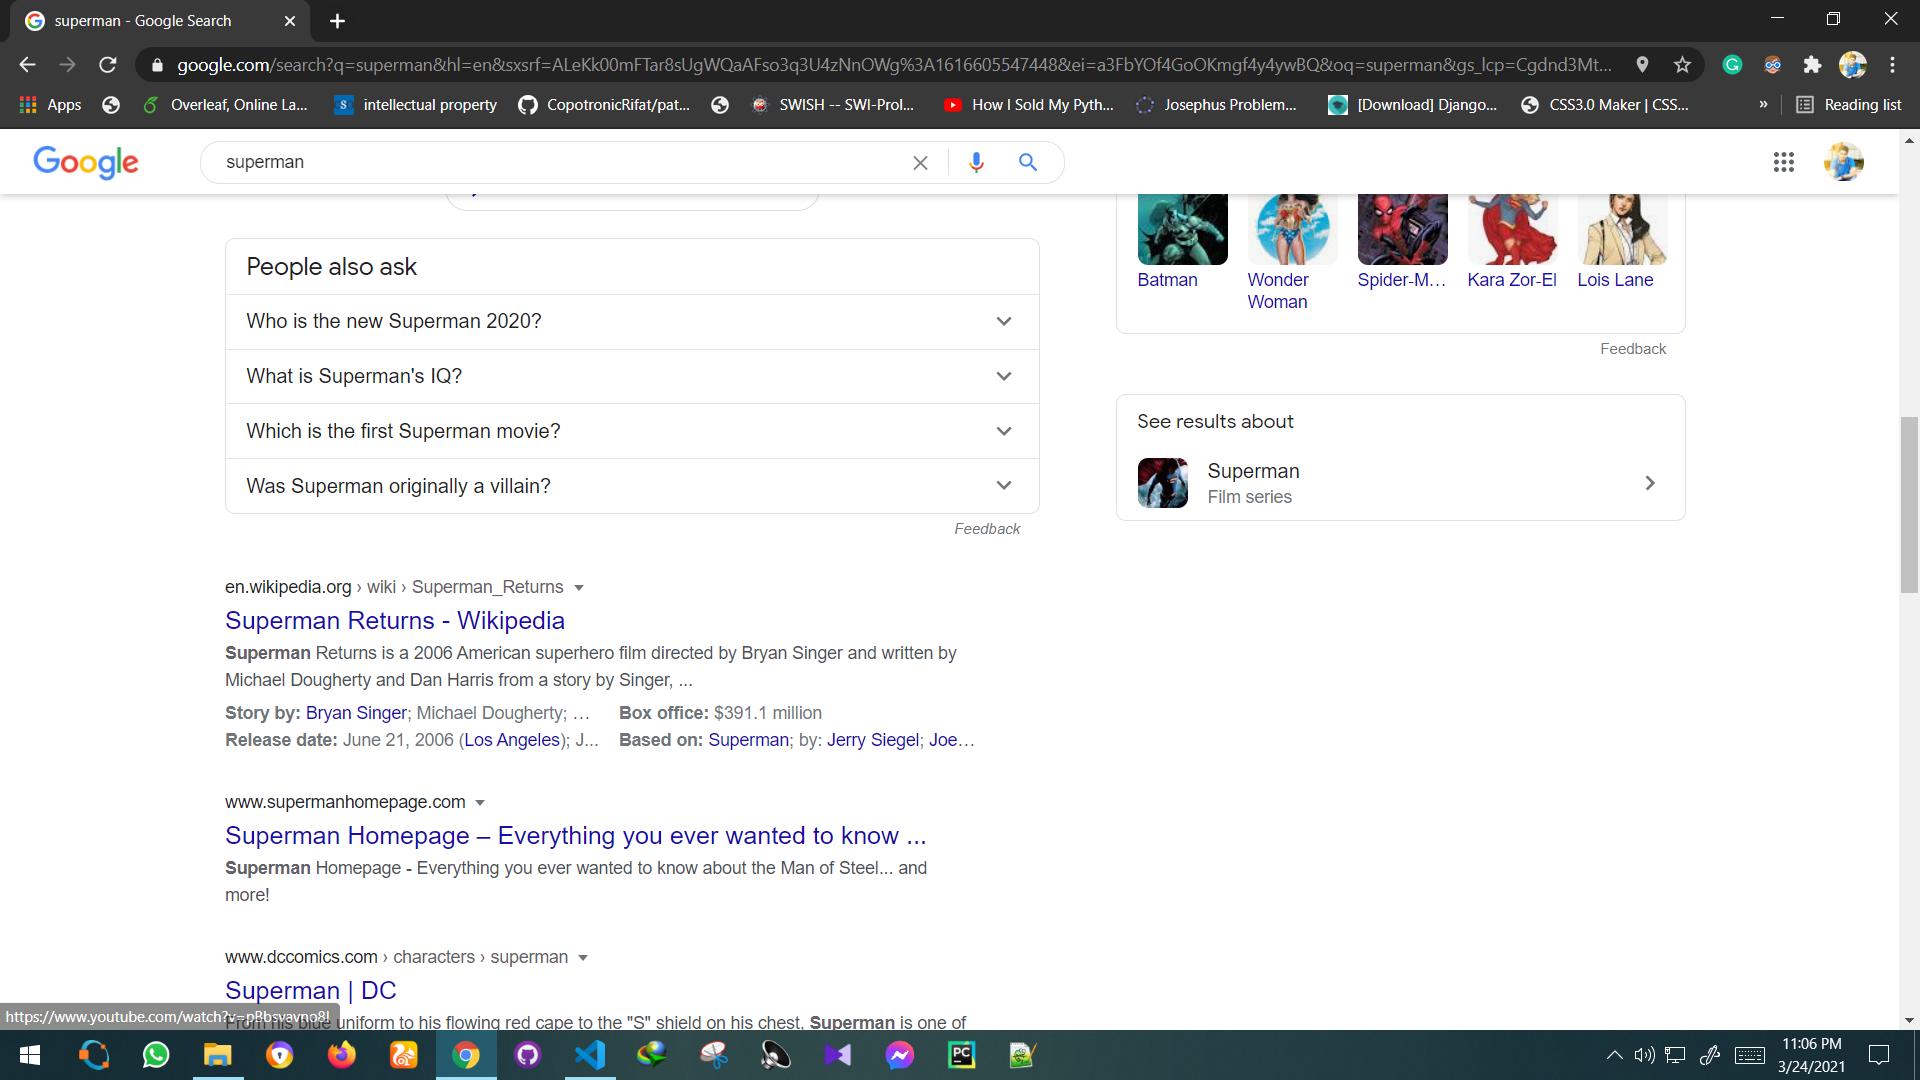 superman - Google Search
google.com/search?q=superman&hl=en&sxsrf=ALeKk00mFTar8sUgWQaAFso3q3U4zNnOWg%3A1616605547448&ei=a3FbYOf4GoOKmgf4y4ywBQ&oq=superman&gs_lcp=Cgdnd3Mt...
Apps Overleaf, Online La... intellectual property CopotronicRifat/pat... SWISH -- SWI-Prol... How I Sold My Pyth... Josephus Problem... [Download] Django... CSS3.0 Maker | CSS... » Reading list
Google superman
People also ask
Who is the new Superman 2020?
What is Superman's IQ?
Which is the first Superman movie?
Was Superman originally a villain?
Feedback
en.wikipedia.org › wiki › Superman_Returns
Superman Returns - Wikipedia
Superman Returns is a 2006 American superhero film directed by Bryan Singer and written by
Michael Dougherty and Dan Harris from a story by Singer, ...
Story by: Bryan Singer; Michael Dougherty; … Box office: $391.1 million
Release date: June 21, 2006 (Los Angeles); J... Based on: Superman; by: Jerry Siegel; Joe…
www.supermanhomepage.com
Superman Homepage – Everything you ever wanted to know ...
Superman Homepage - Everything you ever wanted to know about the Man of Steel... and
more!
www.dccomics.com › characters › superman
Superman | DC
From his blue uniform to his flowing red cape to the "S" shield on his chest, Superman is one of
Batman Wonder Woman Spider-M... Kara Zor-El Lois Lane
Feedback
See results about
Superman
Film series
https://www.youtube.com/watch?v=pBbsvavno8I
11:06 PM
3/24/2021